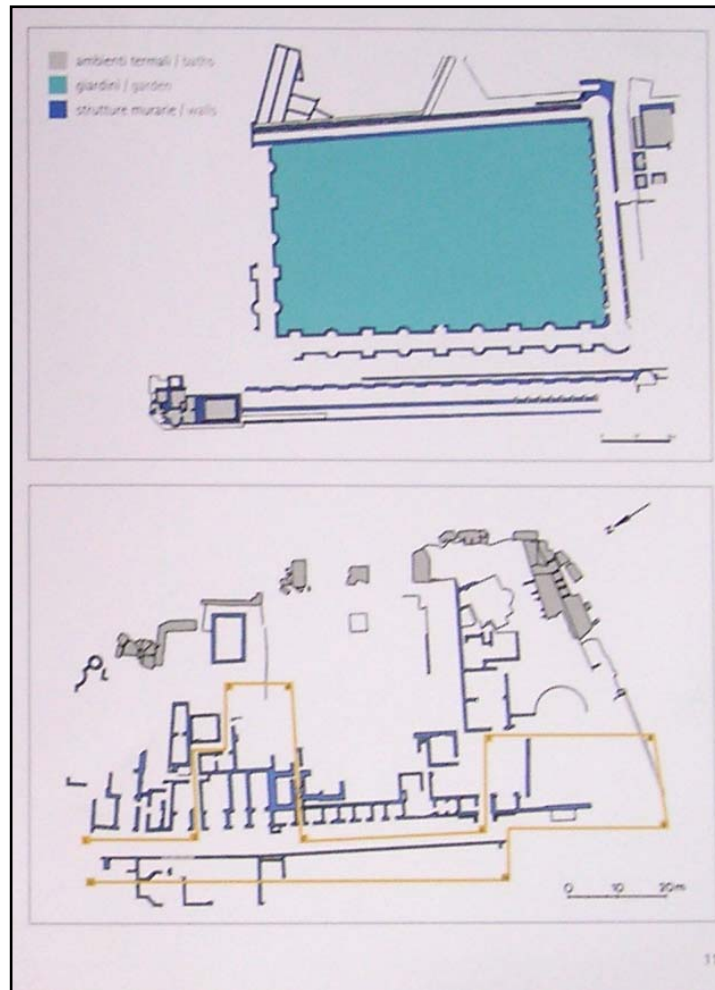 ambienti termali / baths
giardini / garden
strutture murarie / walls
0 10 20m